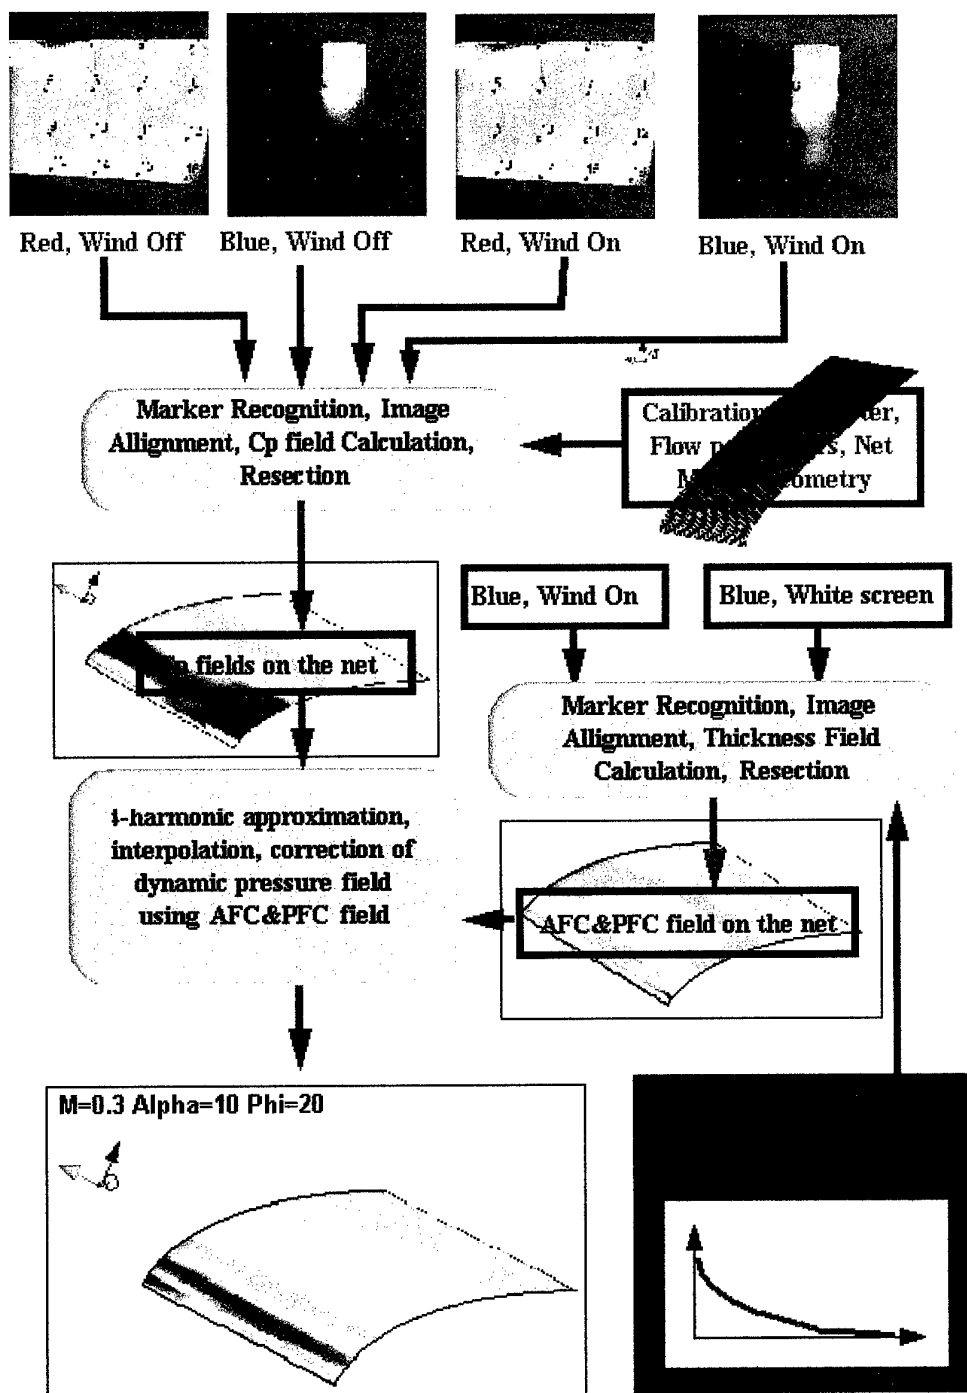 Red, Wind Off
Blue, Wind Off
Red, Wind On
Blue, Wind On
Marker Recognition, Image
Allignment, Cp field Calculation,
Resection
Calibration
Flow Net
Blue, Wind On
Blue, White screen
fields on the net
Marker Recognition, Image
Allignment, Thickness Field
Calculation, Resection
-harmonic approximation,
interpolation, correction of
dynamic pressure field
using AFC&PFC field
AFC&PFC field on the net
M=0.3 Alpha=10 Phi=20